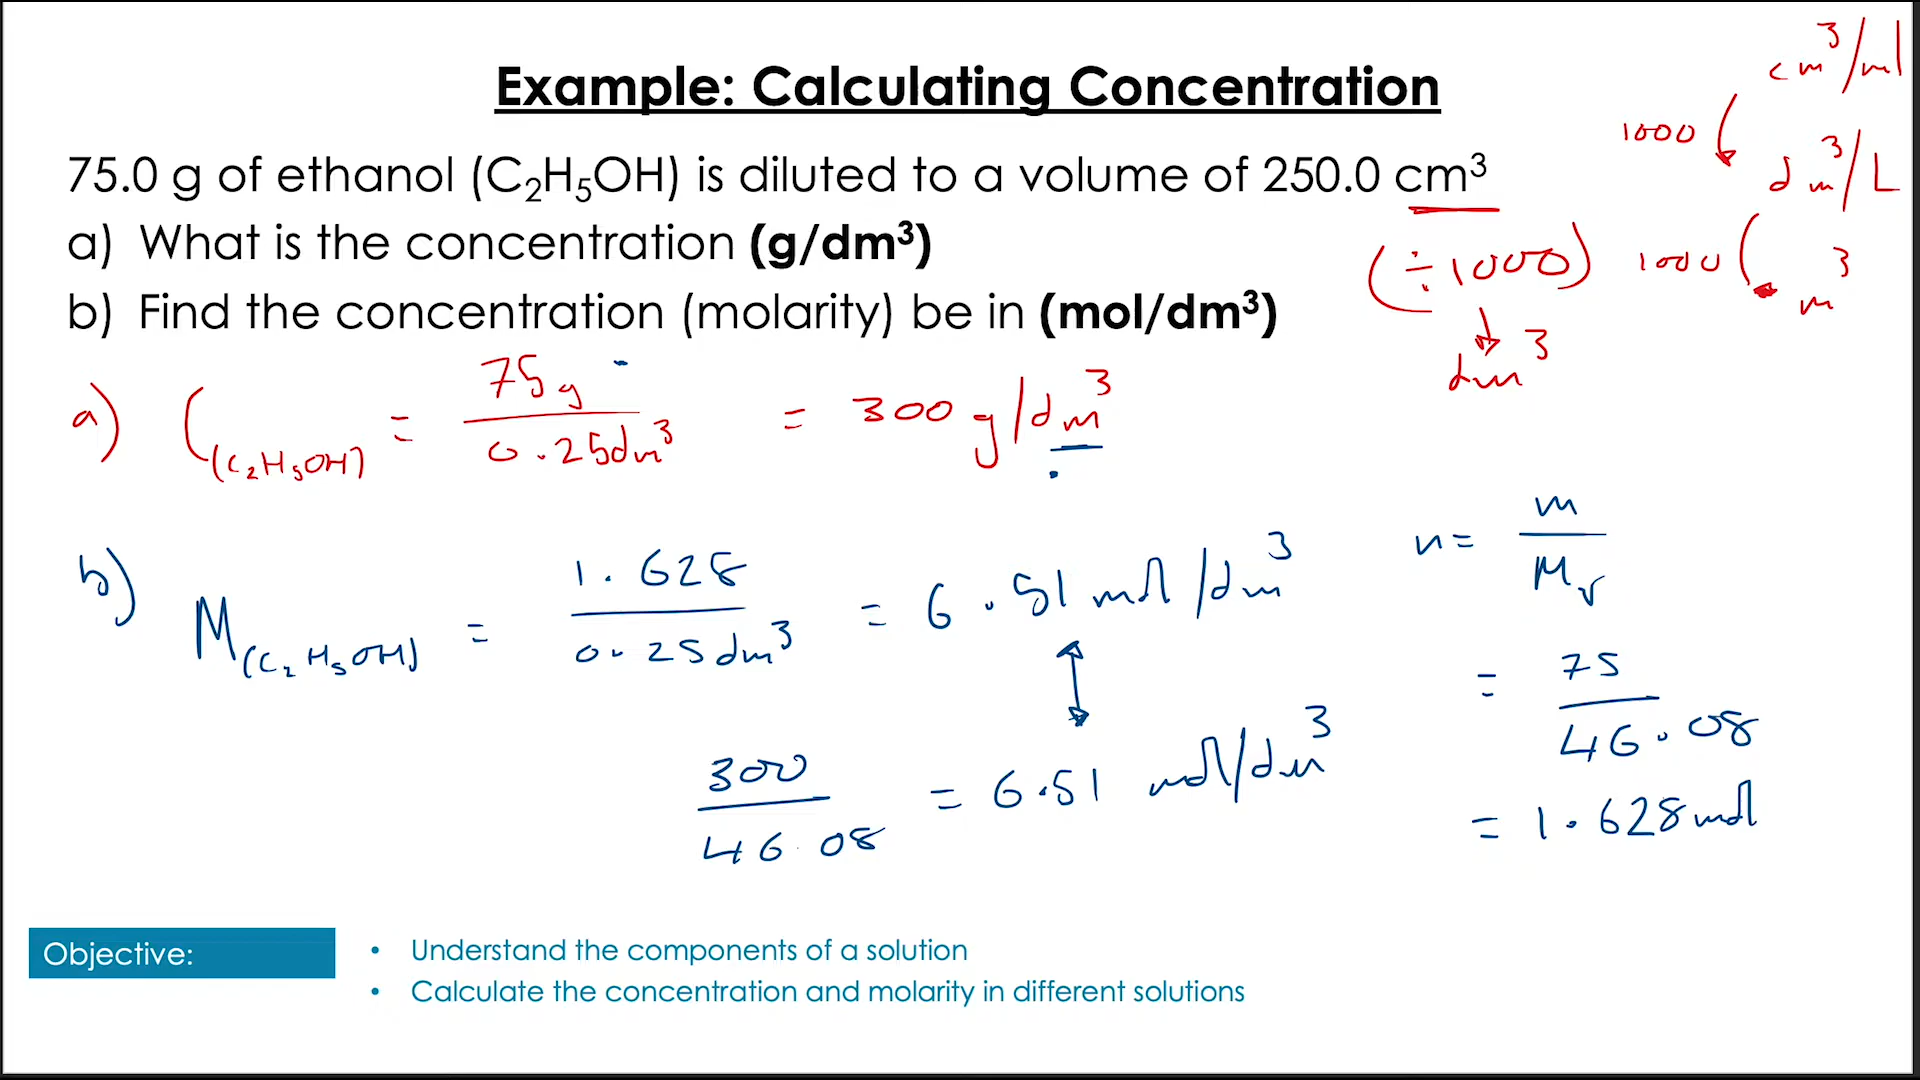 Example: Calculating Concentration
cm³/ml
1000
dm³/L
1000
m³
75.0 g of ethanol (C₂H₅OH) is diluted to a volume of 250.0 cm³
a) What is the concentration (g/dm³)
b) Find the concentration (molarity) be in (mol/dm³)
(÷1000)
dm³
a) C(C₂H₅OH) = 75g / 0.25dm³ = 300 g/dm³
b) M(C₂H₅OH) = 1.628 / 0.25dm³ = 6.51 mol/dm³
300 / 46.08 = 6.51 mol/dm³
n = m / Mr
= 75 / 46.08
= 1.628mol
Objective:
• Understand the components of a solution
• Calculate the concentration and molarity in different solutions